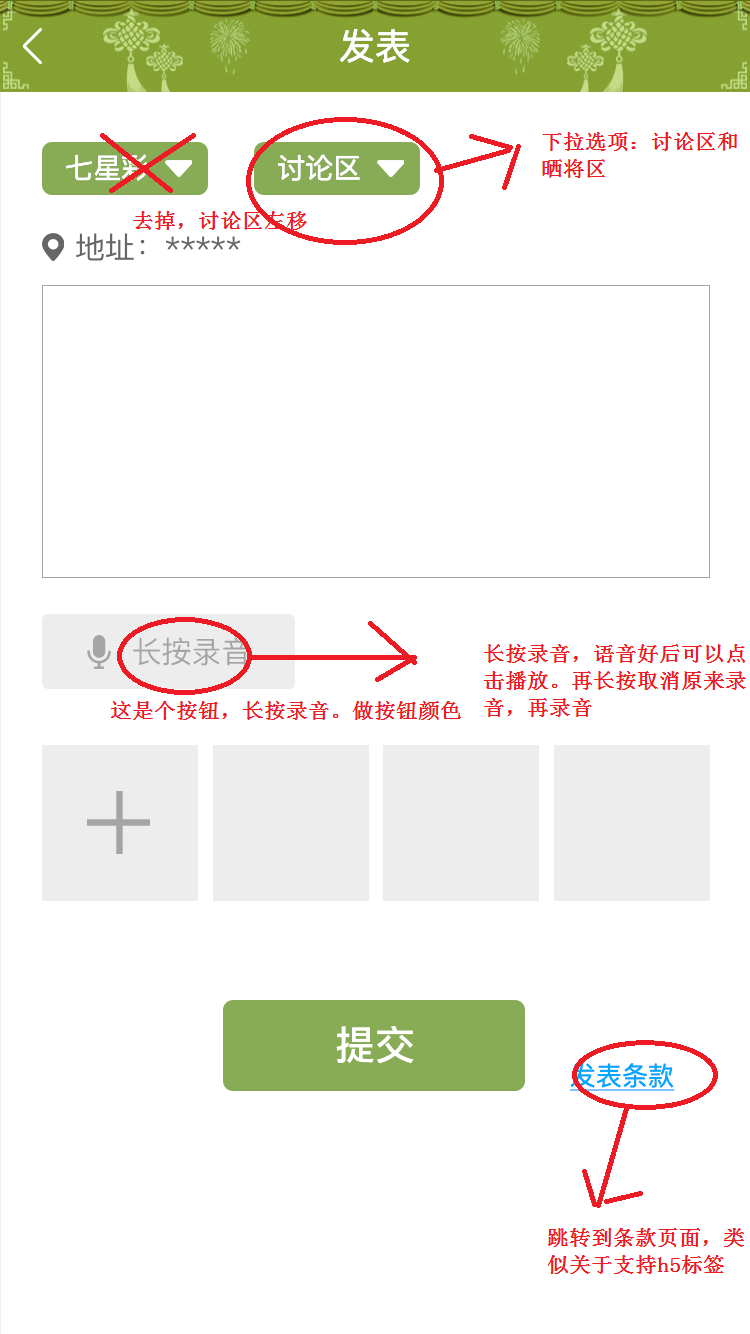 发表
七星彩
讨论区
下拉选项：讨论区和
晒将区
去掉，讨论区左移
地址：*****
长按录音
长按录音，语音好后可以点
击播放。再长按取消原来录
音，再录音
这是个按钮，长按录音。做按钮颜色
提交
发表条款
跳转到条款页面，类
似关于支持h5标签